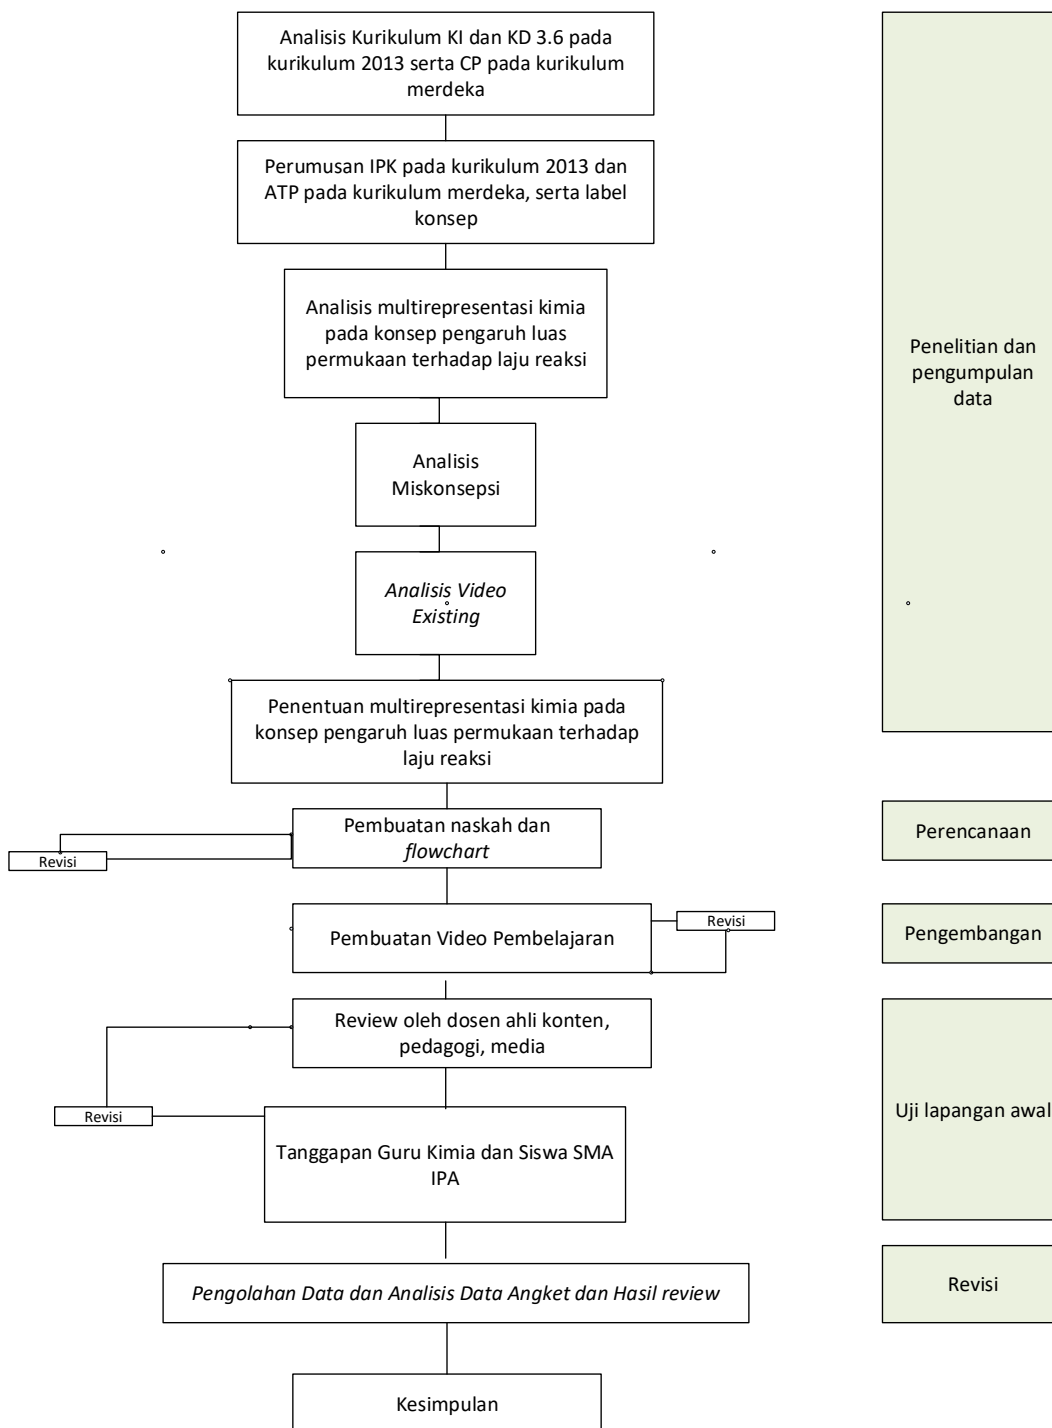 Analisis Kurikulum KI dan KD 3.6 pada
kurikulum 2013 serta CP pada kurikulum
merdeka
Perumusan IPK pada kurikulum 2013 dan
ATP pada kurikulum merdeka, serta label
konsep
Analisis multirepresentasi kimia
pada konsep pengaruh luas
permukaan terhadap laju reaksi
Penelitian dan
pengumpulan
data
Analisis
Miskonsepsi
Analisis Video
Existing
Penentuan multirepresentasi kimia pada
konsep pengaruh luas permukaan terhadap
laju reaksi
Pembuatan naskah dan
flowchart
Revisi
Perencanaan
Pembuatan Video Pembelajaran
Revisi
Pengembangan
Review oleh dosen ahli konten,
pedagogi, media
Revisi
Tanggapan Guru Kimia dan Siswa SMA
IPA
Uji lapangan awal
Pengolahan Data dan Analisis Data Angket dan Hasil review
Revisi
Kesimpulan